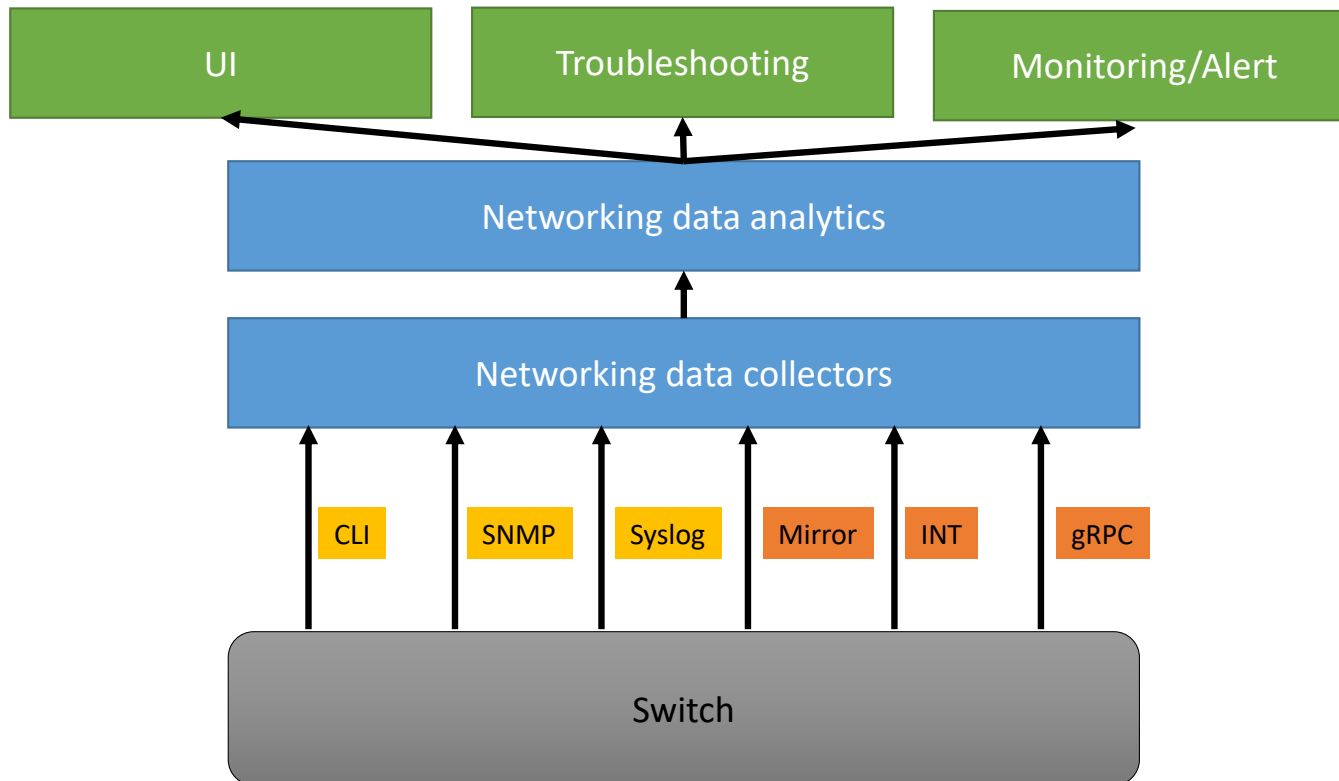 UI
Troubleshooting
Monitoring/Alert
Networking data analytics
Networking data collectors
CLI
SNMP
Syslog
Mirror
INT
gRPC
Switch